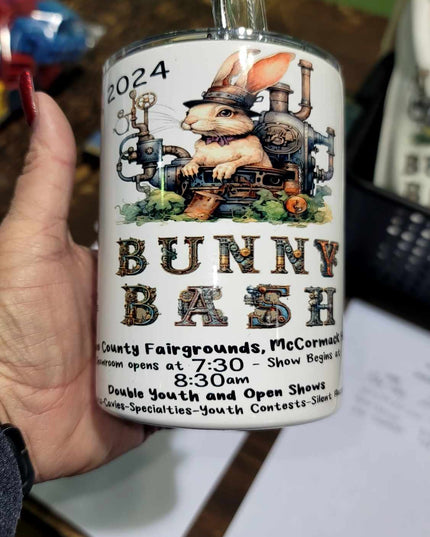 2024
BUNNY
BASH
County Fairgrounds, McCormack
opens at 7:30 - Show Begins at
8:30am
Double Youth and Open Shows
-Cavies-Specialties-Youth Contests-Silent